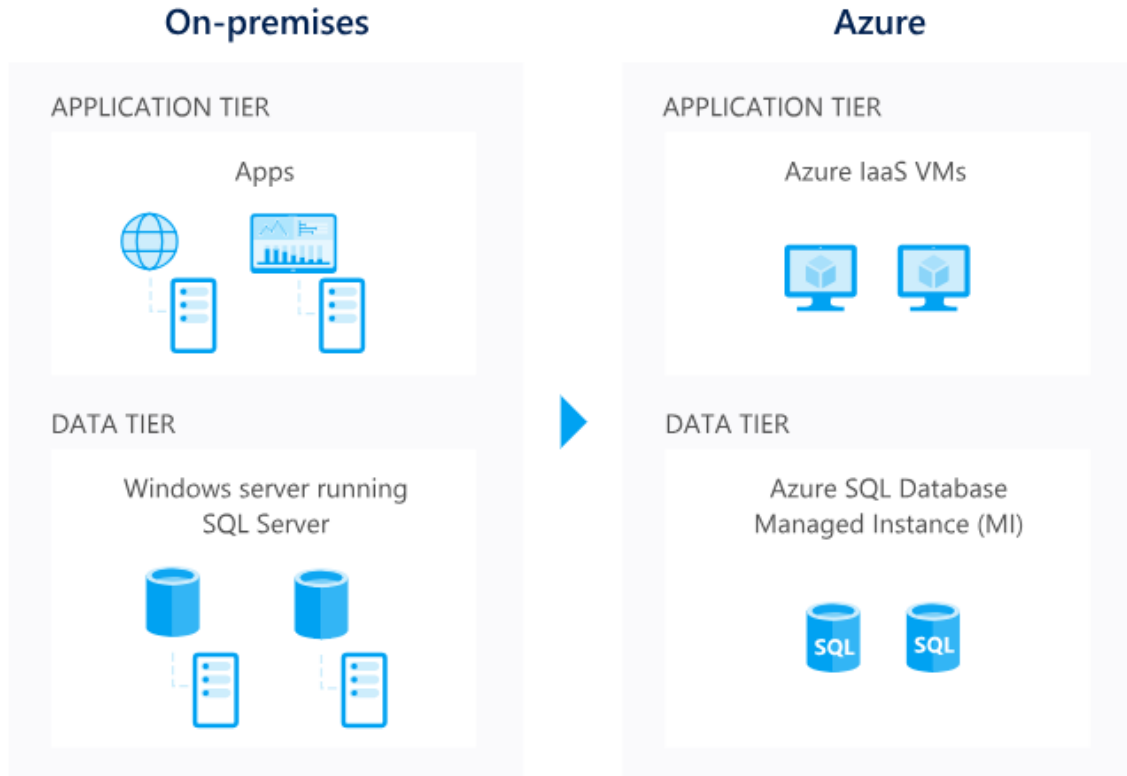 On-premises
APPLICATION TIER
Apps
DATA TIER
Windows server running
SQL Server
Azure
APPLICATION TIER
Azure IaaS VMs
DATA TIER
Azure SQL Database
Managed Instance (MI)
SQL
SQL